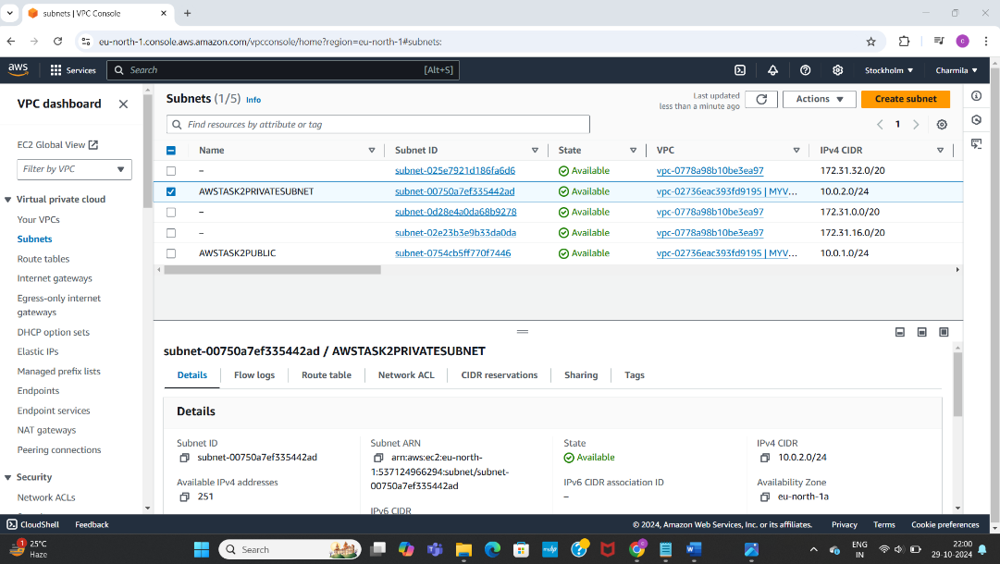 subnets | VPC Console
eu-north-1.console.aws.amazon.com/vpcconsole/home?region=eu-north-1#subnets:
C
aws
Services
Search
[Alt+S]
Stockholm
Charmila
VPC dashboard
EC2 Global View
Filter by VPC
Virtual private cloud
Your VPCs
Subnets
Route tables
Internet gateways
Egress-only internet
gateways
DHCP option sets
Elastic IPs
Managed prefix lists
Endpoints
Endpoint services
NAT gateways
Peering connections
Security
Network ACLs
Subnets (1/5) Info
Last updated
less than a minute ago
Actions
Create subnet
Find resources by attribute or tag
1
Name Subnet ID State VPC IPv4 CIDR
– subnet-025e7921d186fa6d6 Available vpc-0778a98b10be3ea97 172.31.32.0/20
AWSTASK2PRIVATESUBNET subnet-00750a7ef335442ad Available vpc-02736eac393fd9195 | MYV... 10.0.2.0/24
– subnet-0d28e4a0da68b9278 Available vpc-0778a98b10be3ea97 172.31.0.0/20
– subnet-02e23b3e9b33da0da Available vpc-0778a98b10be3ea97 172.31.16.0/20
AWSTASK2PUBLIC subnet-0754cb5ff770f7446 Available vpc-02736eac393fd9195 | MYV... 10.0.1.0/24
subnet-00750a7ef335442ad / AWSTASK2PRIVATESUBNET
Details Flow logs Route table Network ACL CIDR reservations Sharing Tags
Details
Subnet ID
subnet-00750a7ef335442ad
Available IPv4 addresses
251
Subnet ARN
arn:aws:ec2:eu-north-
1:537124966294:subnet/subnet-
00750a7ef335442ad
IPv6 CIDR
State
Available
IPv6 CIDR association ID
–
IPv4 CIDR
10.0.2.0/24
Availability Zone
eu-north-1a
CloudShell Feedback © 2024, Amazon Web Services, Inc. or its affiliates. Privacy Terms Cookie preferences
1
25°C
Haze
Search
ENG
IN
22:00
29-10-2024